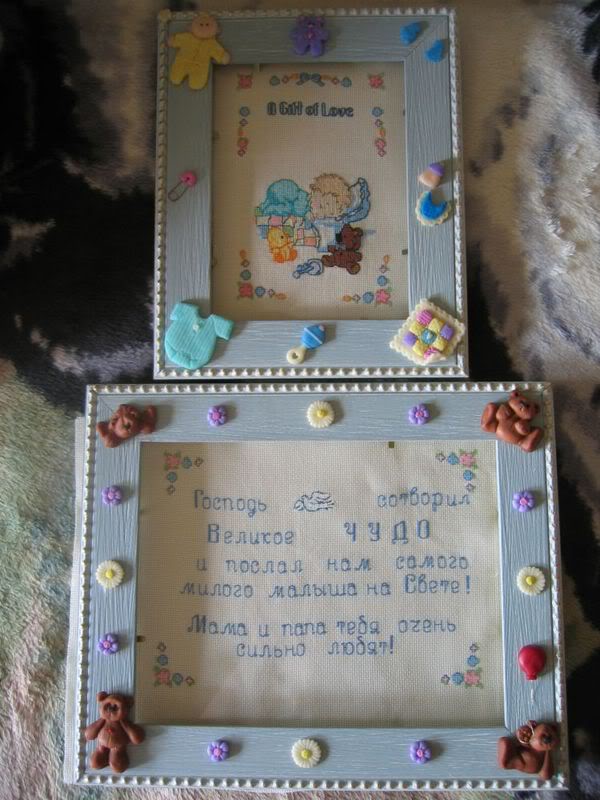 A Gift of Love
Господь сотворил
Великое ЧУДО
и послал нам самого
милого малыша на Свете!
Мама и папа тебя очень
сильно любят!